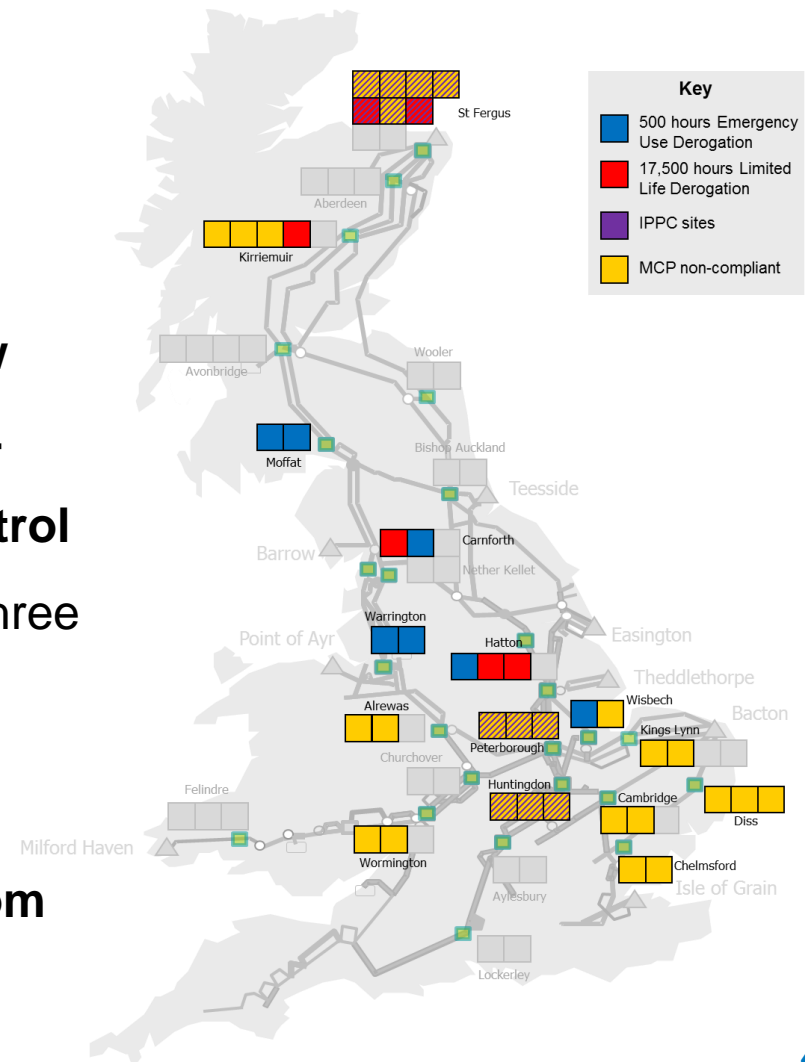 St Fergus
Key
500 hours Emergency
Use Derogation
17,500 hours Limited
Life Derogation
IPPC sites
MCP non-compliant
Aberdeen
Kirriemuir
Avonbridge
Wooler
Moffat
Bishop Auckland
Teesside
trol
Carnforth
Barrow
Nether Kellet
hree
Warrington
Point of Ayr
Hatton
Easington
Theddlethorpe
Wisbech
Alrewas
Bacton
Kings Lynn
Peterborough
Churchover
Huntingdon
Felindre
Cambridge
Diss
Milford Haven
Wormington
Chelmsford
Isle of Grain
Aylesbury
om
Lockerley